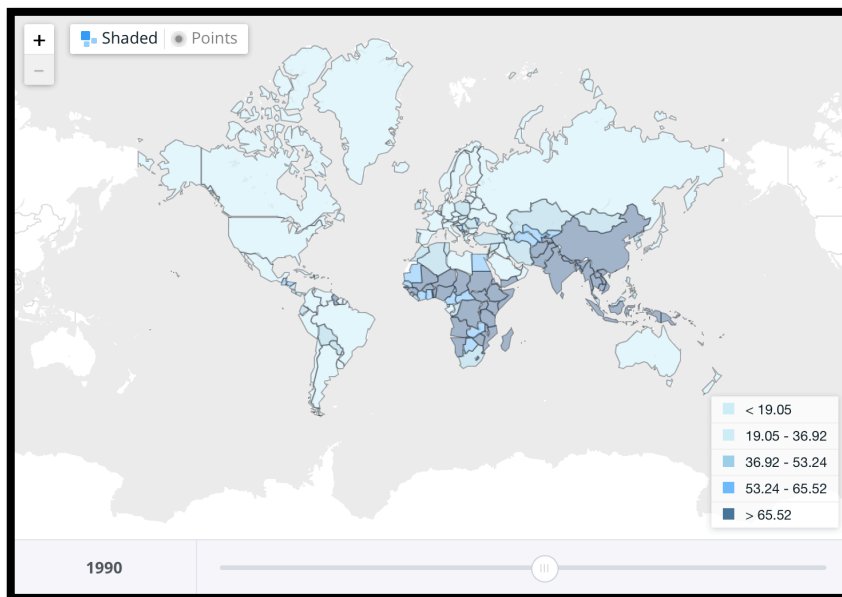 +
Shaded
Points
−
< 19.05
19.05 - 36.92
36.92 - 53.24
53.24 - 65.52
> 65.52
1990